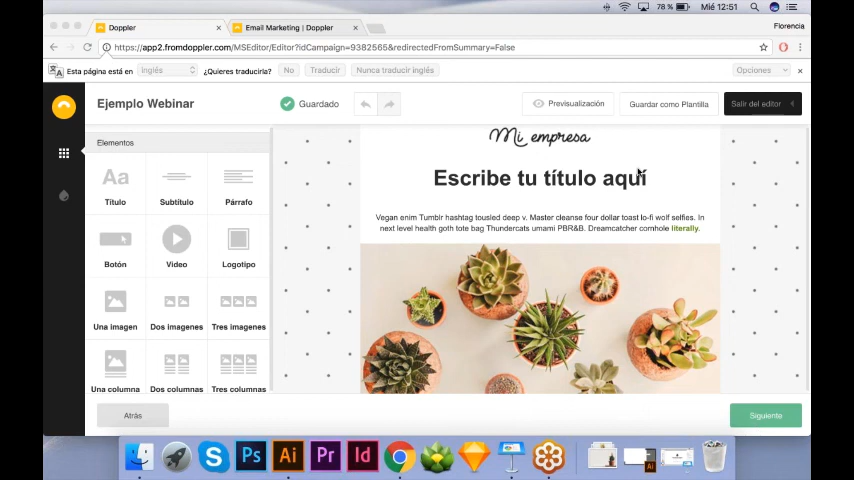 78 %
Mié 12:51
Doppler
Email Marketing | Doppler
Florencia
https://app2.fromdoppler.com/MSEditor/Editor?idCampaign=9382565&redirectedFromSummary=False
Esta página está en
Inglés
¿Quieres traducirla?
No
Traducir
Nunca traducir inglés
Opciones
Ejemplo Webinar
Guardado
Previsualización
Guardar como Plantilla
Salir del editor
Elementos
Aa
Título
Subtítulo
Párrafo
Botón
Video
Logotipo
Una imagen
Dos imagenes
Tres imagenes
Una columna
Dos columnas
Tres columnas
Mi empresa
Escribe tu título aquí
Vegan enim Tumblr hashtag tousled deep v. Master cleanse four dollar toast lo-fi wolf selfies. In
next level health goth tote bag Thundercats umami PBR&B. Dreamcatcher cornhole literally.
Atrás
Siguiente
Ps
Ai
Pr
Id
Ai